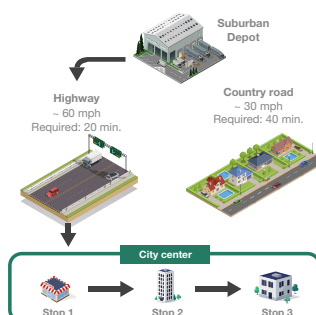 Suburban
Depot
Highway
~ 60 mph
Required: 20 min.
Country road
~ 30 mph
Required: 40 min.
City center
Stop 1
Stop 2
Stop 3